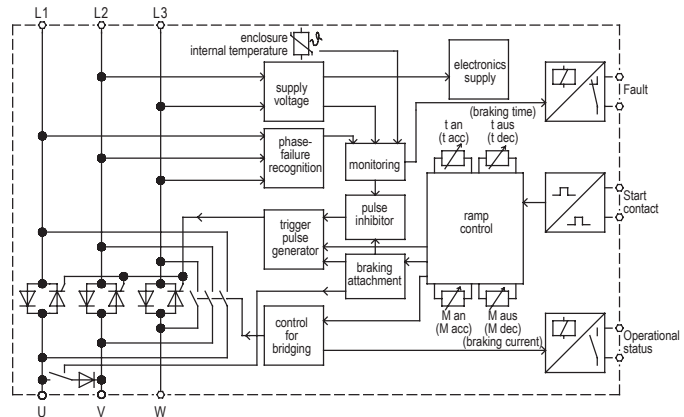 L1
L2
L3
enclosure
internal temperature
ϑ
supply
voltage
electronics
supply
Fault
phase-
failure
recognition
monitoring
(braking time)
t an
(t acc)
t aus
(t dec)
trigger
pulse
generator
pulse
inhibitor
ramp
control
Start
contact
braking
attachment
control
for
bridging
M an
(M acc)
M aus
(M dec)
(braking current)
Operational
status
U
V
W